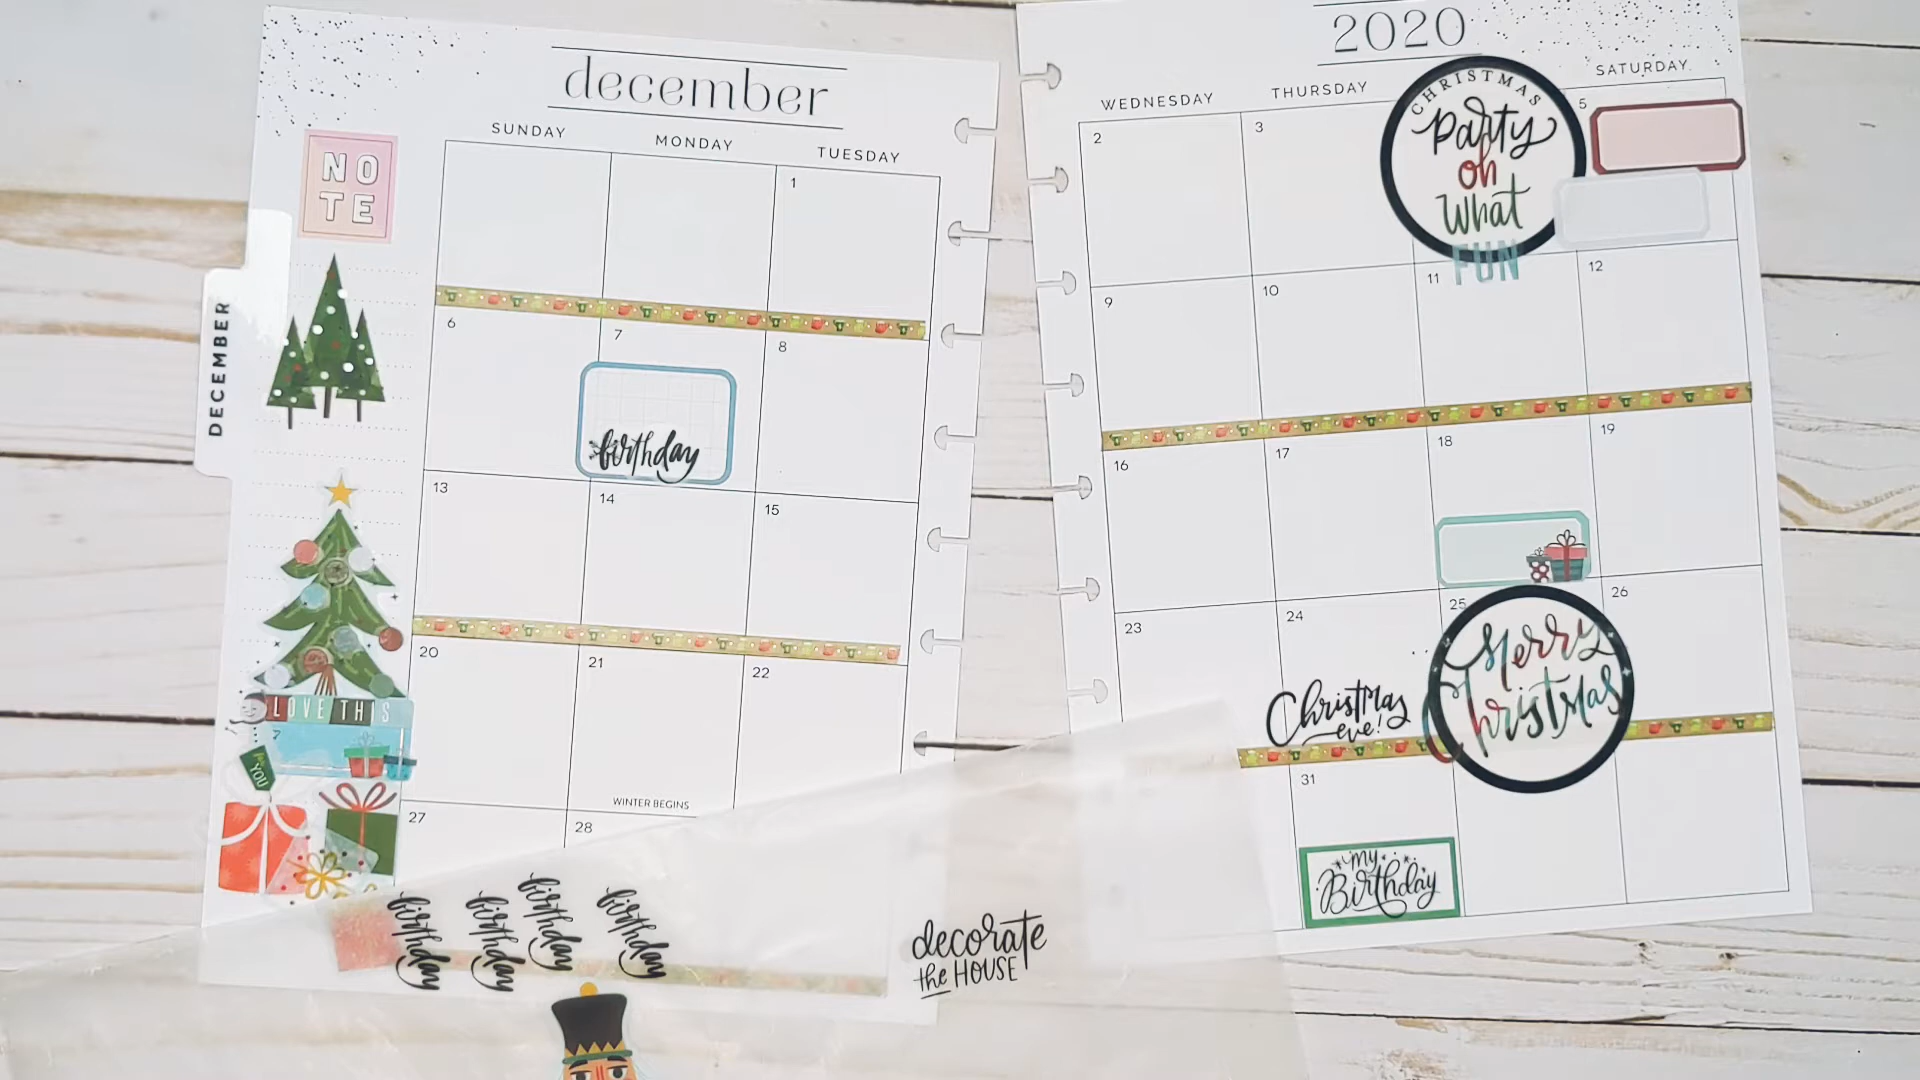 december
SUNDAY
MONDAY
TUESDAY
NO
TE
DECEMBER
1
6
7
8
birthday
13
14
15
20
21
22
WINTER BEGINS
27
28
LOVE THIS
7
YOU
birthday
birthday
birthday
birthday
decorate
the HOUSE
2020
WEDNESDAY
THURSDAY
SATURDAY
2
3
5
CHRISTMAS
party
oh
what
FUN
9
10
11
12
16
17
18
19
23
24
25
26
Christmas
eve!
Merry
Christmas
31
my
Birthday